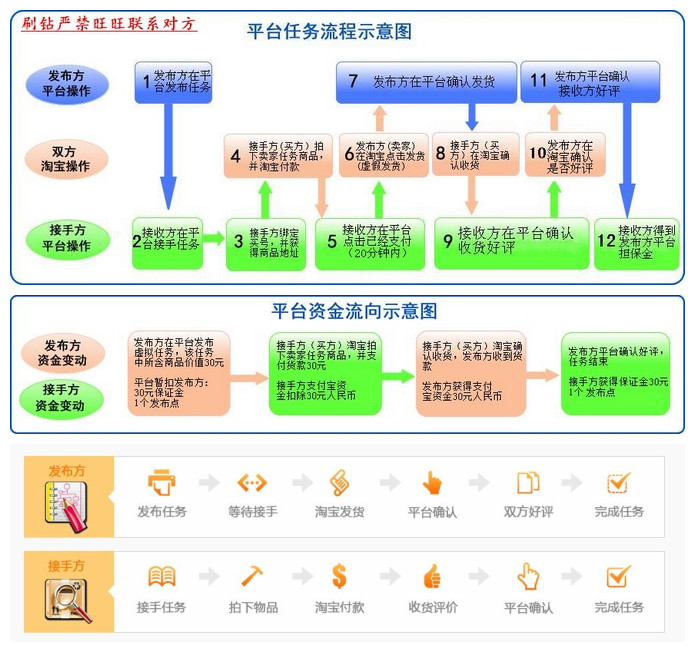 刷钻严禁旺旺联系对方
平台任务流程示意图
发布方
平台操作
1 发布方在平
台发布任务
7 发布方在平台确认发货
11 发布方平台确认
接收方好评
双方
淘宝操作
4 接手方(买方)拍
下卖家任务商品,
并淘宝付款
6 发布方(卖家)
在淘宝点击发货
(虚假发货)
8 接手方(买
方)在淘宝确
认收货
10 发布方在
淘宝确认
是否好评
接手方
平台操作
2 接收方在平
台接手任务
3 接手方绑定
买号,并获
得商品地址
5 接收方在平台
点击已经支付
(20分钟内)
9 接收方在平台确认
收货好评
12 接收方得到
发布方平台
担保金
平台资金流向示意图
发布方
资金变动
接手方
资金变动
发布方在平台发布
虚拟任务,该任务
中所含商品价值30元
平台暂扣发布方:
30元保证金
1个发布点
接手方(买方)淘宝拍
下卖家任务商品,并支
付货款30元
接手方支付宝资
金扣除30元人民币
接手方(买方)淘宝确
认收货,发布方收到货
款
发布方获得支付
宝资金30元人民币
发布方平台确认好评,
任务结束
接手方获得保证金30元
1个 发布点
发布方
发布任务
等待接手
淘宝发货
平台确认
双方好评
完成任务
接手方
接手任务
拍下物品
淘宝付款
收货评价
平台确认
完成任务